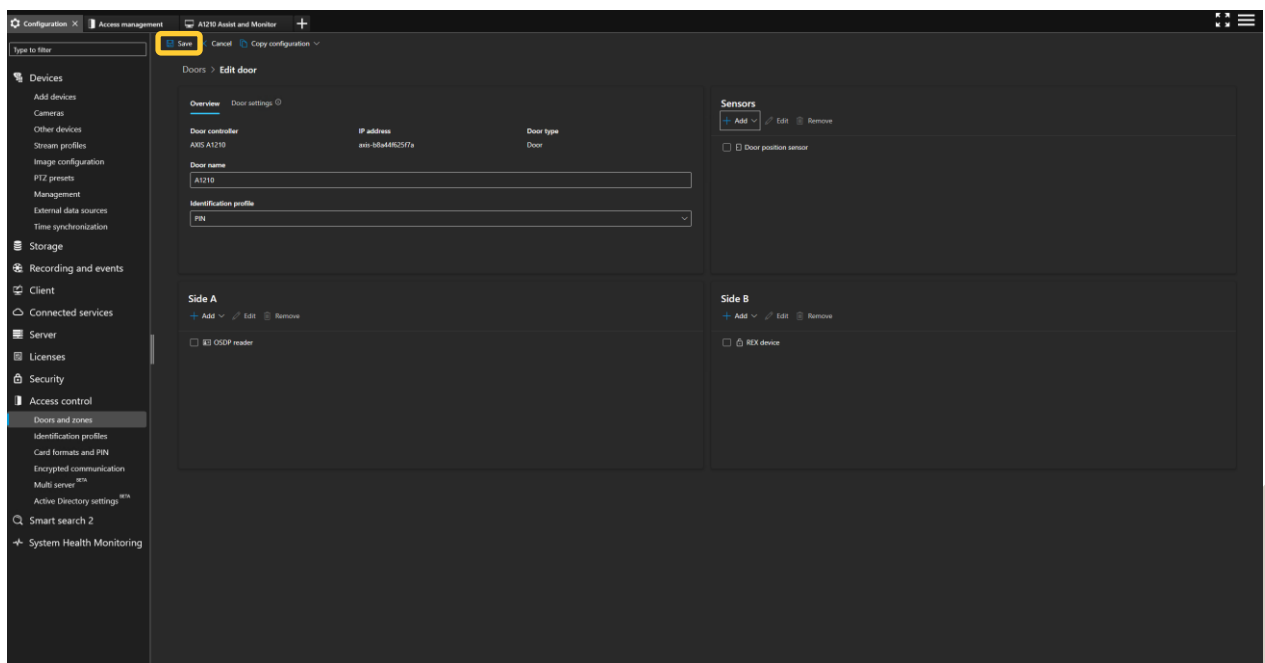 Configuration × Access management A1210 Assist and Monitor
Type to filter
Save Cancel Copy configuration
Doors > Edit door
Devices
Add devices
Cameras
Other devices
Stream profiles
Image configuration
PTZ presets
Management
External data sources
Time synchronization
Storage
Recording and events
Client
Connected services
Server
Licenses
Security
Access control
Doors and zones
Identification profiles
Card formats and PIN
Encrypted communication
Multi server BETA
Active Directory settings BETA
Smart search 2
System Health Monitoring
Overview Door settings
Door controller IP address Door type
AXIS A1210 axis-b8a44f625f7a Door
Door name
A1210
Identification profile
PIN
Sensors
+ Add Edit Remove
Door position sensor
Side A
+ Add Edit Remove
OSDP reader
Side B
+ Add Edit Remove
REX device